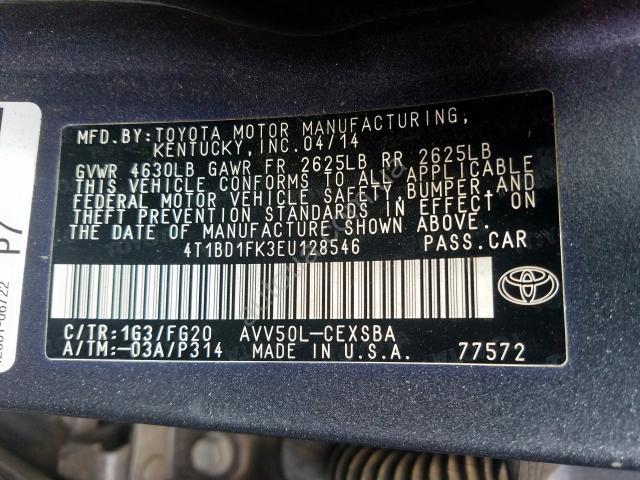 MFD.BY:TOYOTA MOTOR MANUFACTURING,
KENTUCKY,INC.04/14
GVWR 4630LB GAWR FR 2625LB RR 2625LB
THIS VEHICLE CONFORMS TO ALL APPLICABLE
FEDERAL MOTOR VEHICLE SAFETY,BUMPER,AND
THEFT PREVENTION STANDARDS IN EFFECT ON
THE DATE OF MANUFACTURE SHOWN ABOVE.
4T1BD1FK3EU128546 PASS.CAR
C/TR:1G3/FG20 AVV50L-CEXSBA
A/TM:-03A/P314 MADE IN U.S.A. 77572
P7